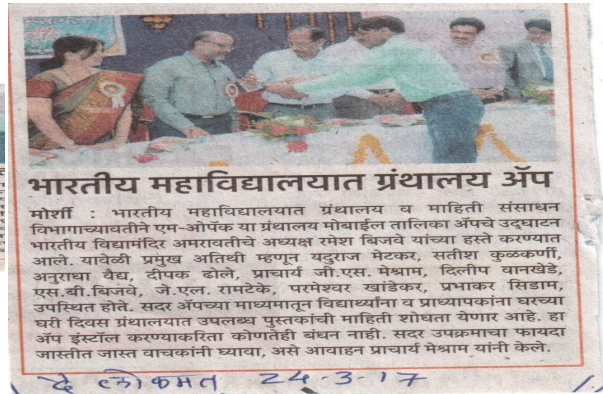 भारतीय महाविद्यालयात ग्रंथालय ॲप
मोर्शी : भारतीय महाविद्यालयात ग्रंथालय व माहिती संसाधन
विभागाच्यावतीने एम-ओपॅक या ग्रंथालय मोबाईल तालिका ॲपचे उद्घाटन
भारतीय विद्यामंदिर अमरावतीचे अध्यक्ष रमेश बिजवे यांच्या हस्ते करण्यात
आले. यावेळी प्रमुख अतिथी म्हणून यदुराज मेटकर, सतीश कुळकर्णी,
अनुराधा वैद्य, दीपक ढोले, प्राचार्य जी.एस. मेश्राम, दिलीप वानखेडे,
एस.बी.बिजवे, जे.एल. रामटेके, परमेश्वर खांडेकर, प्रभाकर सिडाम,
उपस्थित होते. सदर ॲपच्या माध्यमातून विद्यार्थ्यांना व प्राध्यापकांना घरच्या
घरी दिवस ग्रंथालयात उपलब्ध पुस्तकांची माहिती शोधता येणार आहे. हा
ॲप इंस्टॉल करण्याकरिता कोणतेही बंधन नाही. सदर उपक्रमाचा फायदा
जास्तीत जास्त वाचकांनी घ्यावा, असे आवाहन प्राचार्य मेश्राम यांनी केले.
दै लोकमत 24-3-17